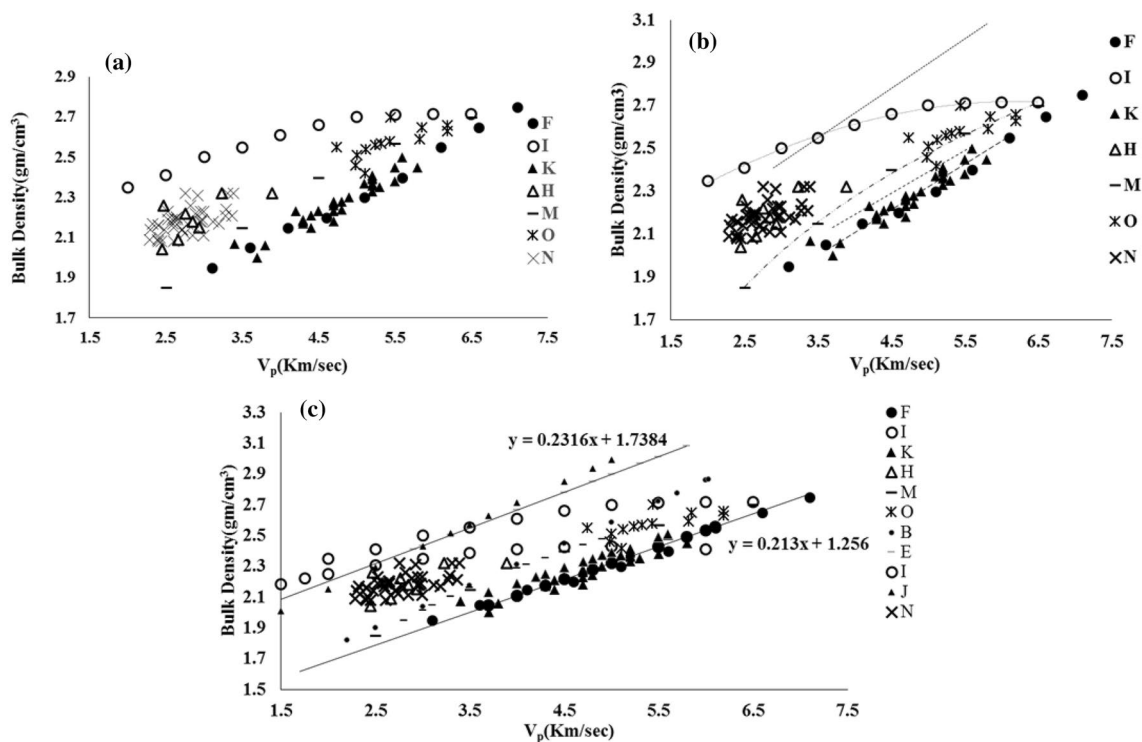 (a)
Bulk Density(gm/cm³)
2.9
2.7
2.5
2.3
2.1
1.9
1.7
1.5 2.5 3.5 4.5 5.5 6.5 7.5
Vₚ(Km/sec)
F
I
K
H
M
O
N
(b)
Bulk Density(gm/cm3)
3.1
2.9
2.7
2.5
2.3
2.1
1.9
1.7
1.5 2.5 3.5 4.5 5.5 6.5 7.5
Vₚ(Km/sec)
F
I
K
H
M
O
N
(c)
Bulk Density(gm/cm³)
3.3
3.1
2.9
2.7
2.5
2.3
2.1
1.9
1.7
1.5
1.5 2.5 3.5 4.5 5.5 6.5 7.5
Vₚ(Km/sec)
y = 0.2316x + 1.7384
y = 0.213x + 1.256
F
I
K
H
M
O
B
E
I
J
N